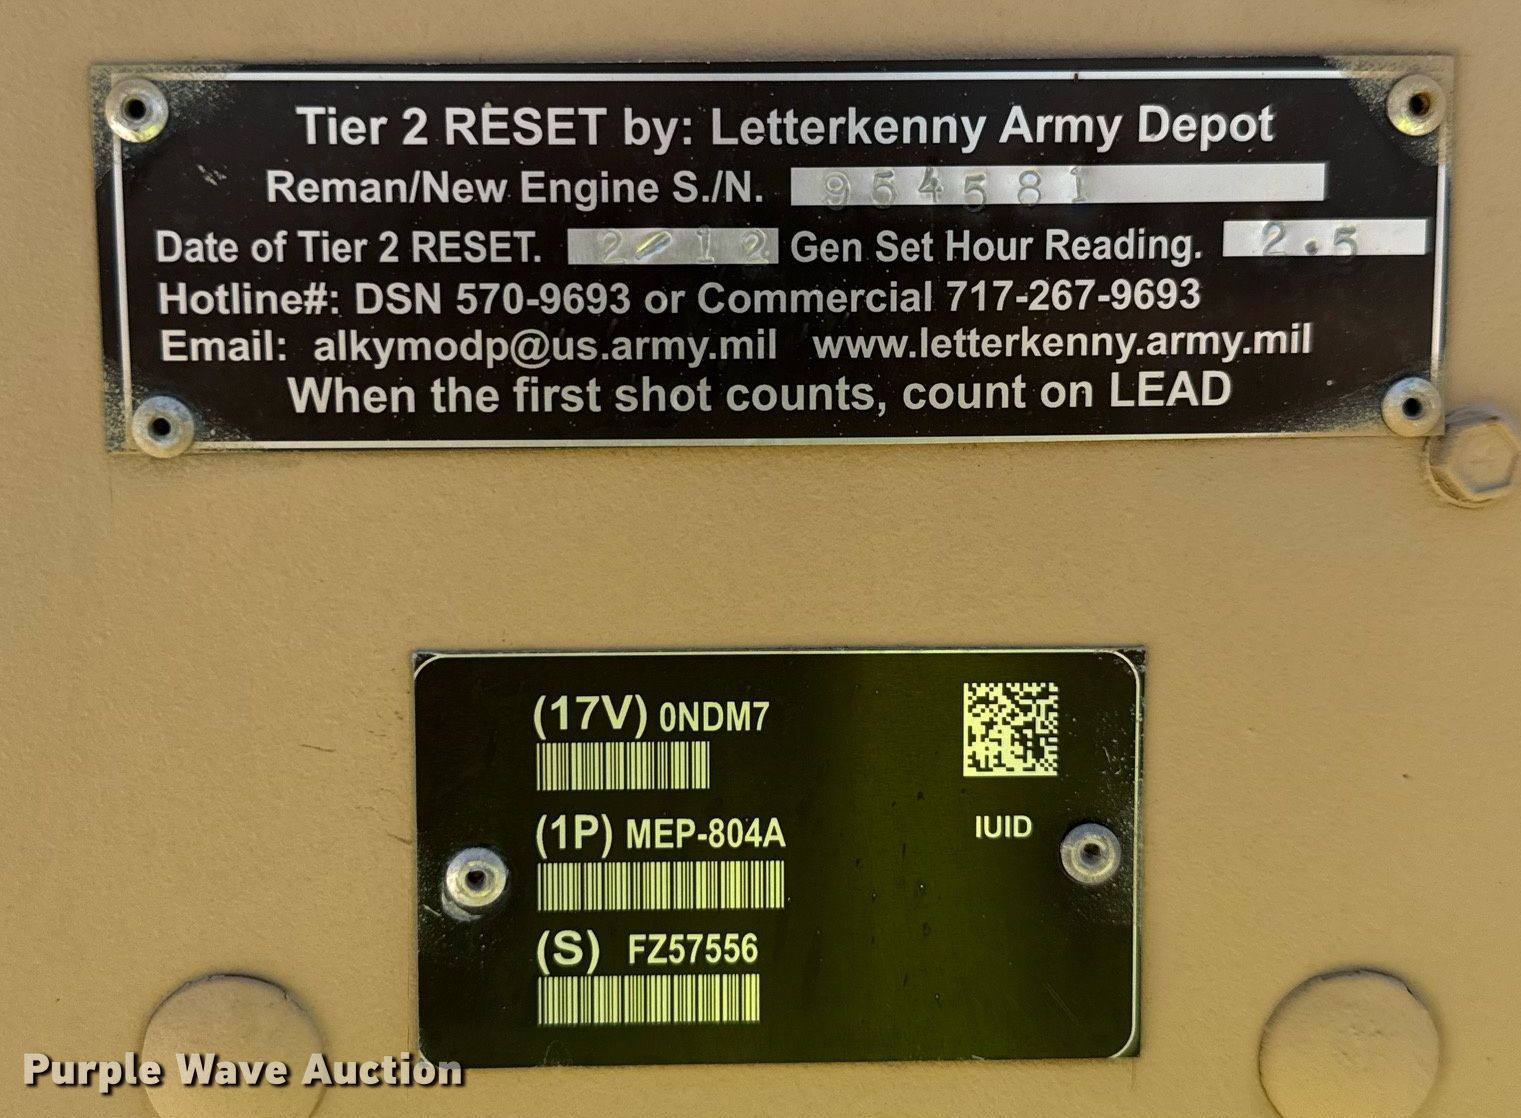 Tier 2 RESET by: Letterkenny Army Depot
Reman/New Engine S./N. 954581
Date of Tier 2 RESET. 2/12 Gen Set Hour Reading. 2.5
Hotline#: DSN 570-9693 or Commercial 717-267-9693
Email: alkymodp@us.army.mil www.letterkenny.army.mil
When the first shot counts, count on LEAD
(17V) 0NDM7
(1P) MEP-804A
IUID
(S) FZ57556
Purple Wave Auction